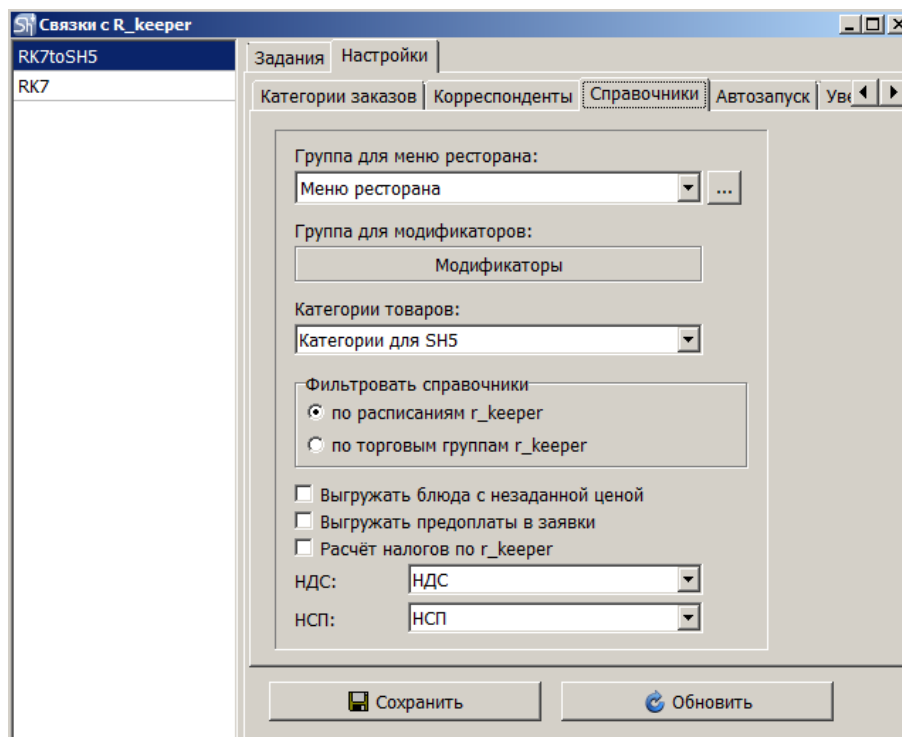 Sh Связки с R_keeper
RK7toSH5
RK7
Задания Настройки
Категории заказов Корреспонденты Справочники Автозапуск
Группа для меню ресторана:
Меню ресторана ...
Группа для модификаторов:
Модификаторы
Категории товаров:
Категории для SH5
Фильтровать справочники
по расписаниям r_keeper
по торговым группам r_keeper
Выгружать блюда с незаданной ценой
Выгружать предоплаты в заявки
Расчёт налогов по r_keeper
НДС: НДС
НСП: НСП
Сохранить Обновить